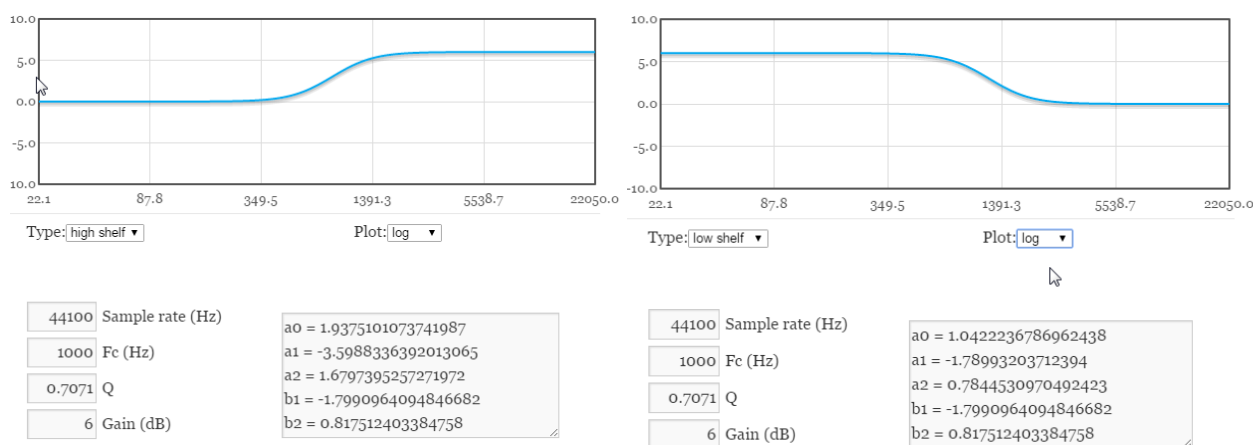 10.0
5.0
0.0
-5.0
10.0
22.1 87.8 349.5 1391.3 5538.7 22050.0
Type: high shelf Plot: log
44100 Sample rate (Hz)
1000 Fc (Hz)
0.7071 Q
6 Gain (dB)
a0 = 1.9375101073741987
a1 = -3.5988336392013065
a2 = 1.6797395257271972
b1 = -1.7990964094846682
b2 = 0.817512403384758
10.0
5.0
0.0
-5.0
-10.0
22.1 87.8 349.5 1391.3 5538.7 22050.0
Type: low shelf Plot: log
44100 Sample rate (Hz)
1000 Fc (Hz)
0.7071 Q
6 Gain (dB)
a0 = 1.0422236786962438
a1 = -1.78993203712394
a2 = 0.7844530970492423
b1 = -1.7990964094846682
b2 = 0.817512403384758